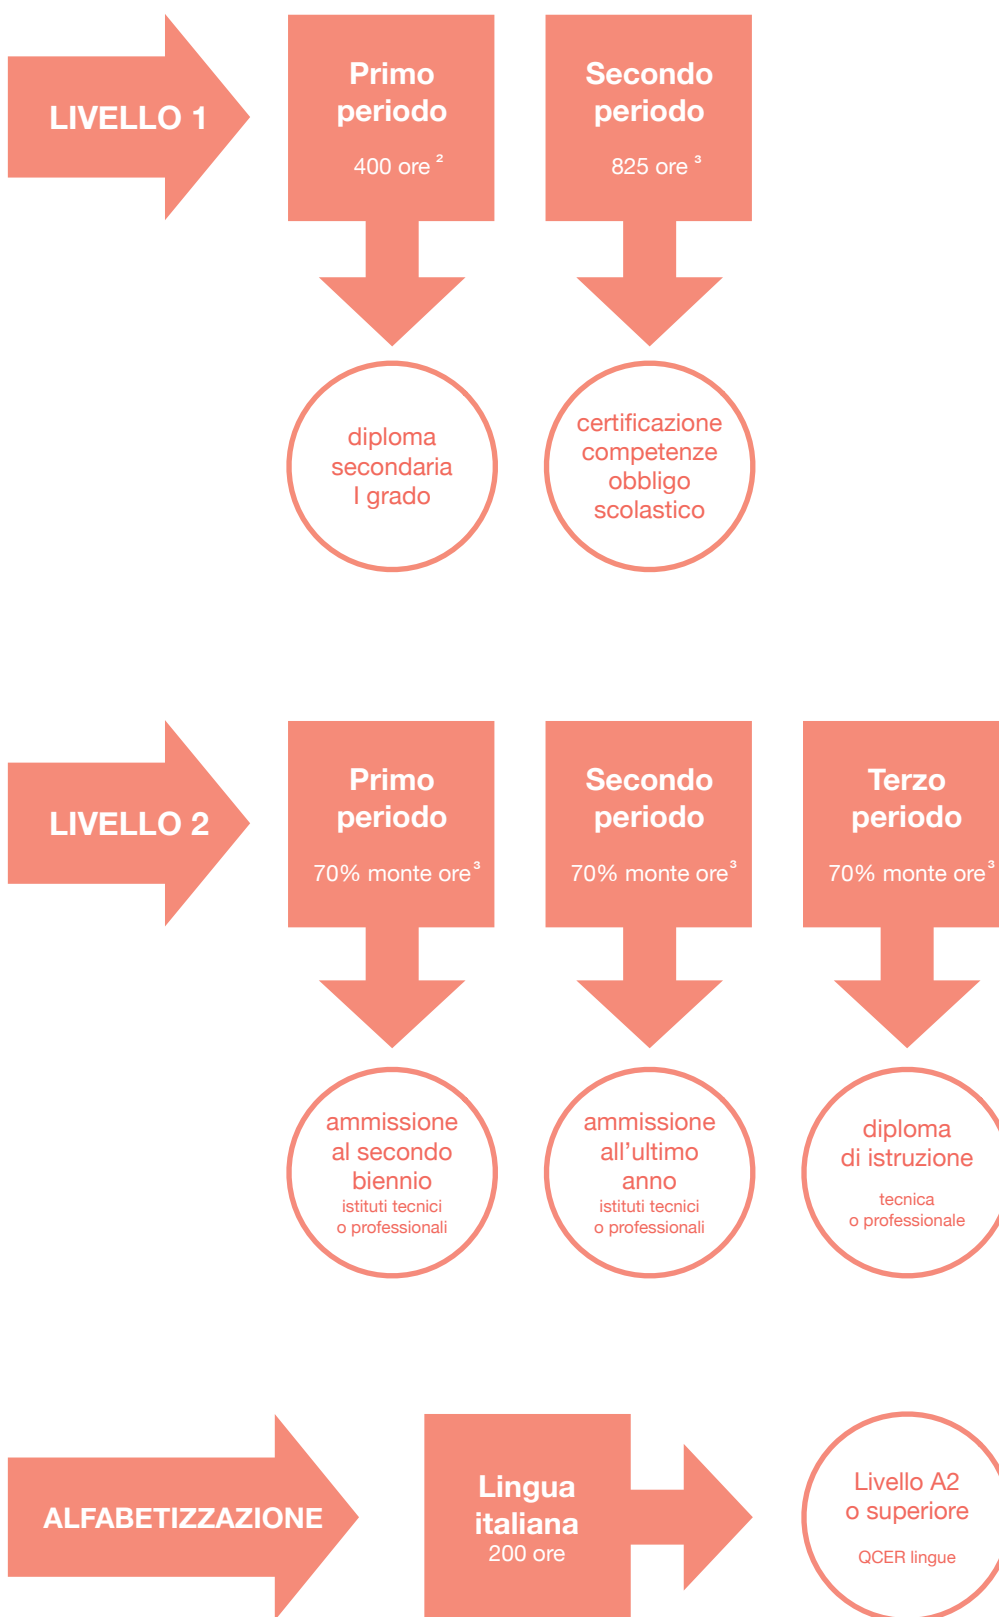 LIVELLO 1
Primo
periodo
400 ore ²
Secondo
periodo
825 ore ³
diploma
secondaria
I grado
certificazione
competenze
obbligo
scolastico
LIVELLO 2
Primo
periodo
70% monte ore ³
Secondo
periodo
70% monte ore ³
Terzo
periodo
70% monte ore ³
ammissione
al secondo
biennio
istituti tecnici
o professionali
ammissione
all’ultimo
anno
istituti tecnici
o professionali
diploma
di istruzione
tecnica
o professionale
ALFABETIZZAZIONE
Lingua
italiana
200 ore
Livello A2
o superiore
QCER lingue